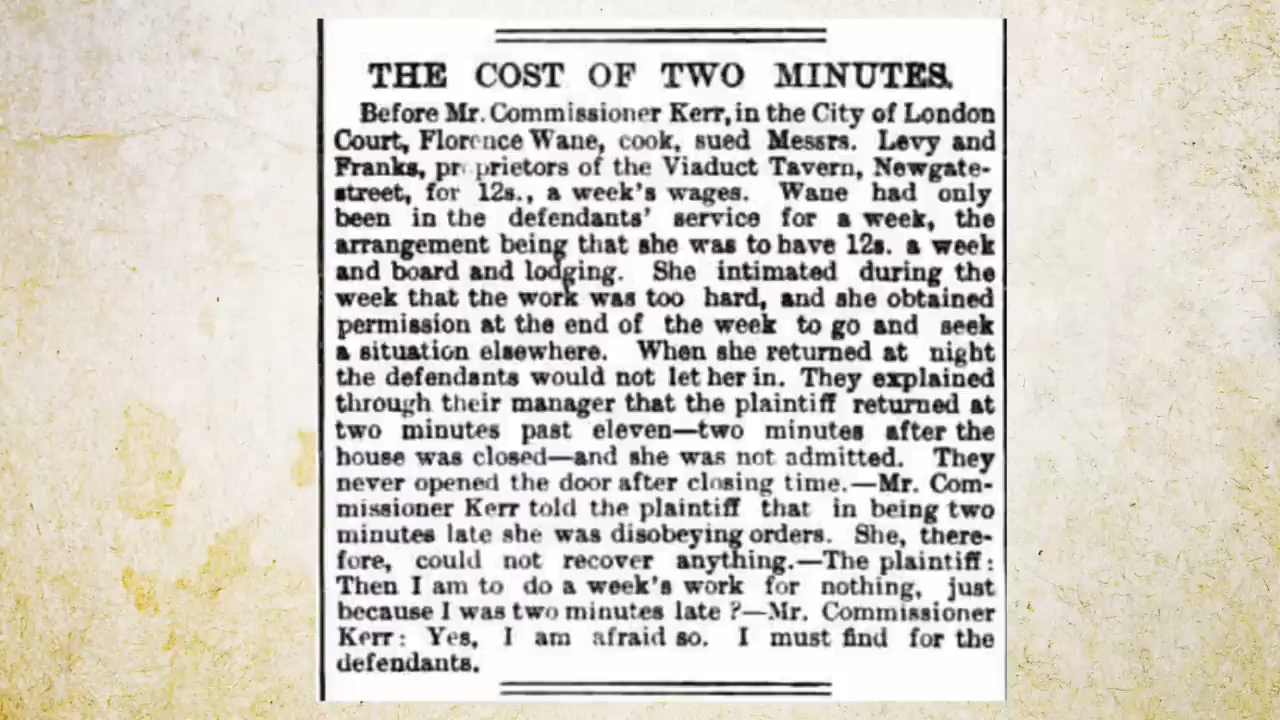 THE COST OF TWO MINUTES.
Before Mr. Commissioner Kerr, in the City of London
Court, Florence Wane, cook, sued Messrs. Levy and
Franks, proprietors of the Viaduct Tavern, Newgate-
street, for 12s., a week's wages. Wane had only
been in the defendants' service for a week, the
arrangement being that she was to have 12s. a week
and board and lodging. She intimated during the
week that the work was too hard, and she obtained
permission at the end of the week to go and seek
a situation elsewhere. When she returned at night
the defendants would not let her in. They explained
through their manager that the plaintiff returned at
two minutes past eleven—two minutes after the
house was closed—and she was not admitted. They
never opened the door after closing time.—Mr. Com-
missioner Kerr told the plaintiff that in being two
minutes late she was disobeying orders. She, there-
fore, could not recover anything.—The plaintiff:
Then I am to do a week's work for nothing, just
because I was two minutes late?—Mr. Commissioner
Kerr: Yes, I am afraid so. I must find for the
defendants.